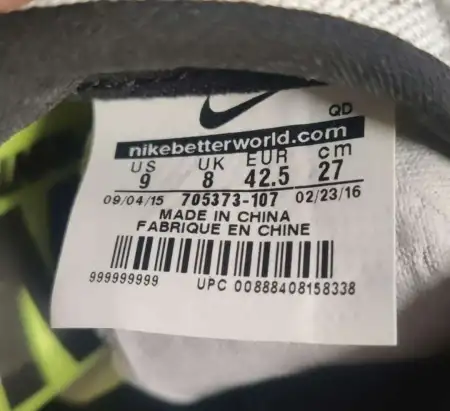 QD
nikebetterworld.com
US UK EUR cm
9 8 42.5 27
09/04/15 705373-107 02/23/16
MADE IN CHINA
FABRIQUE EN CHINE
999999999 UPC 00888408158338